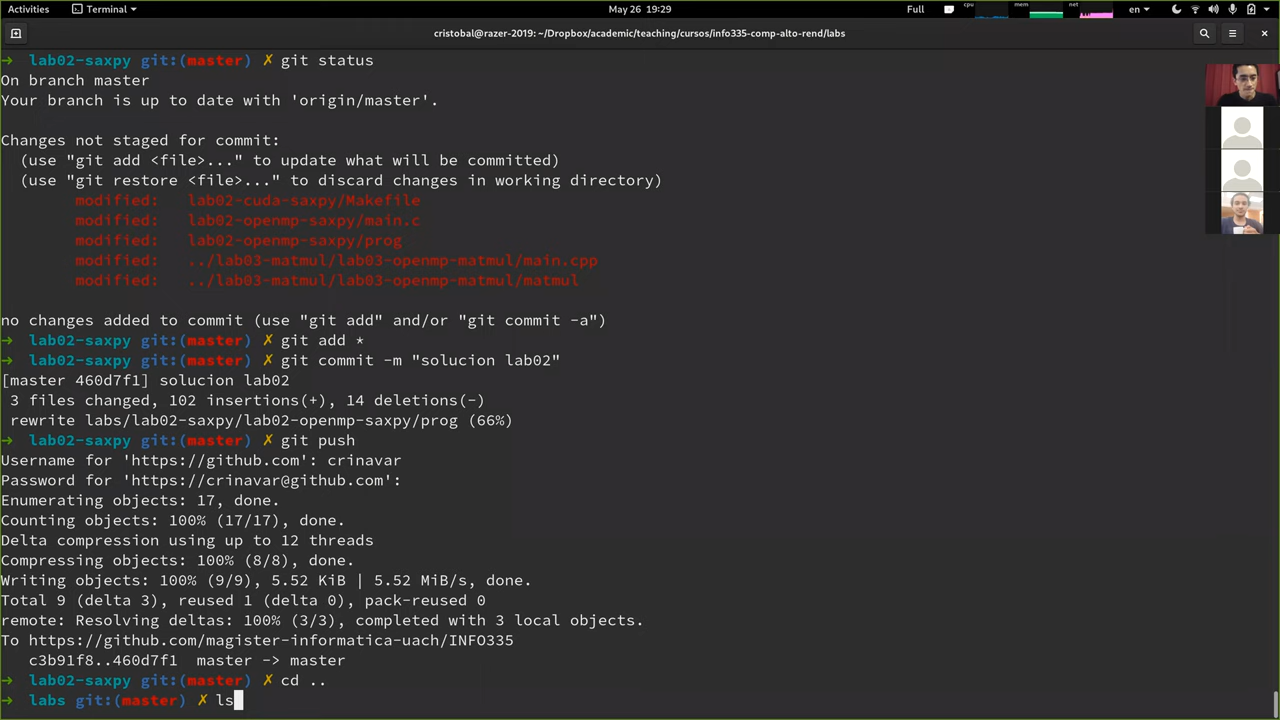 Activities Terminal May 26 19:29 Full cpu mem net en
cristobal@razer-2019: ~/Dropbox/academic/teaching/cursos/info335-comp-alto-rend/labs
→ lab02-saxpy git:(master) ✗ git status
On branch master
Your branch is up to date with 'origin/master'.
Changes not staged for commit:
(use "git add <file>..." to update what will be committed)
(use "git restore <file>..." to discard changes in working directory)
modified: lab02-cuda-saxpy/Makefile
modified: lab02-openmp-saxpy/main.c
modified: lab02-openmp-saxpy/prog
modified: ../lab03-matmul/lab03-openmp-matmul/main.cpp
modified: ../lab03-matmul/lab03-openmp-matmul/matmul
no changes added to commit (use "git add" and/or "git commit -a")
→ lab02-saxpy git:(master) ✗ git add *
→ lab02-saxpy git:(master) ✗ git commit -m "solucion lab02"
[master 460d7f1] solucion lab02
3 files changed, 102 insertions(+), 14 deletions(-)
rewrite labs/lab02-saxpy/lab02-openmp-saxpy/prog (66%)
→ lab02-saxpy git:(master) ✗ git push
Username for 'https://github.com': crinavar
Password for 'https://crinavar@github.com':
Enumerating objects: 17, done.
Counting objects: 100% (17/17), done.
Delta compression using up to 12 threads
Compressing objects: 100% (8/8), done.
Writing objects: 100% (9/9), 5.52 KiB | 5.52 MiB/s, done.
Total 9 (delta 3), reused 1 (delta 0), pack-reused 0
remote: Resolving deltas: 100% (3/3), completed with 3 local objects.
To https://github.com/magister-informatica-uach/INFO335
c3b91f8..460d7f1 master -> master
→ lab02-saxpy git:(master) ✗ cd ..
→ labs git:(master) ✗ ls